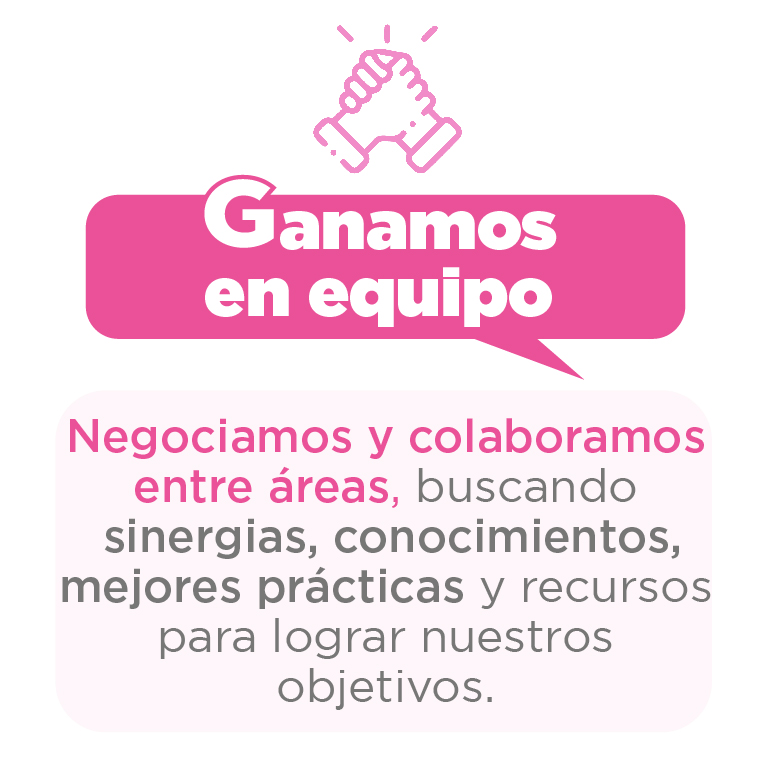 Ganamos
en equipo
Negociamos y colaboramos
entre áreas, buscando
sinergias, conocimientos,
mejores prácticas y recursos
para lograr nuestros
objetivos.